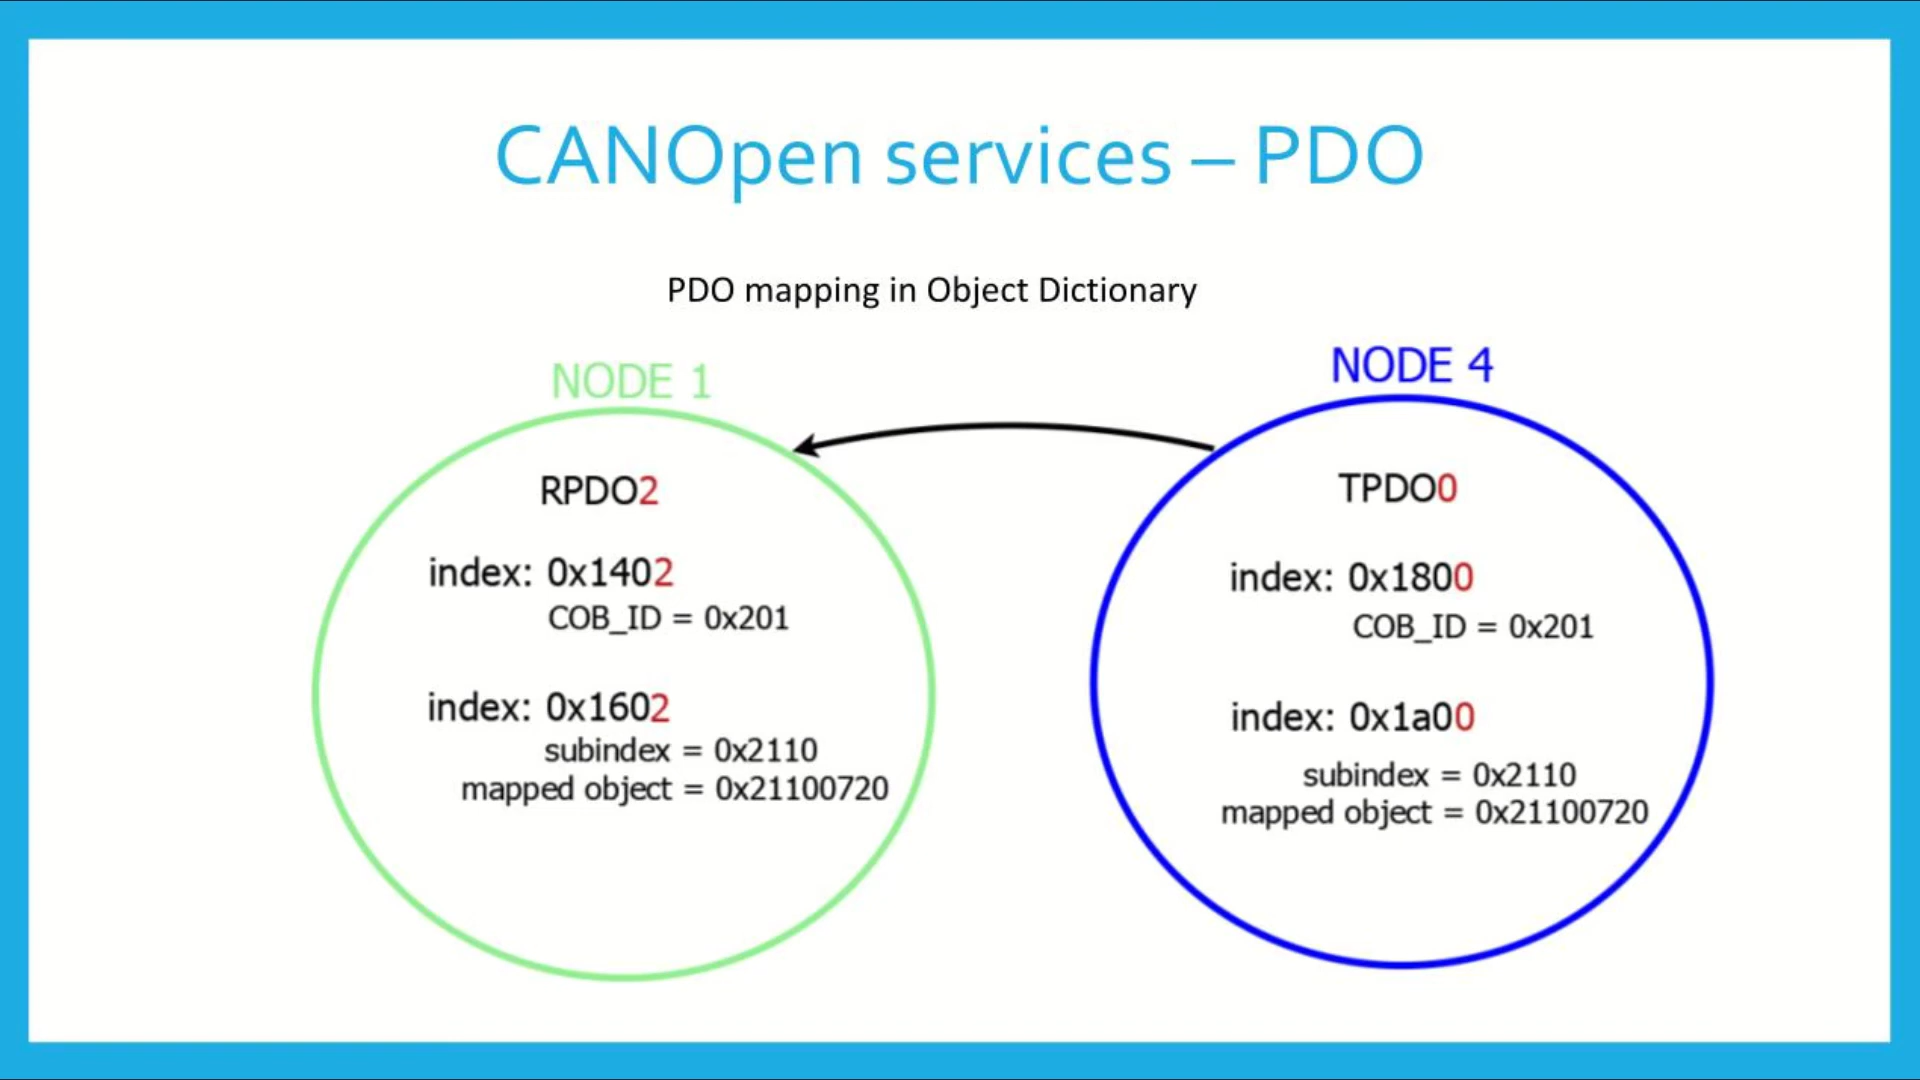 CANOpen services – PDO
PDO mapping in Object Dictionary
NODE 1
RPDO2
index: 0x1402
COB_ID = 0x201
index: 0x1602
subindex = 0x2110
mapped object = 0x21100720
NODE 4
TPDO0
index: 0x1800
COB_ID = 0x201
index: 0x1a00
subindex = 0x2110
mapped object = 0x21100720